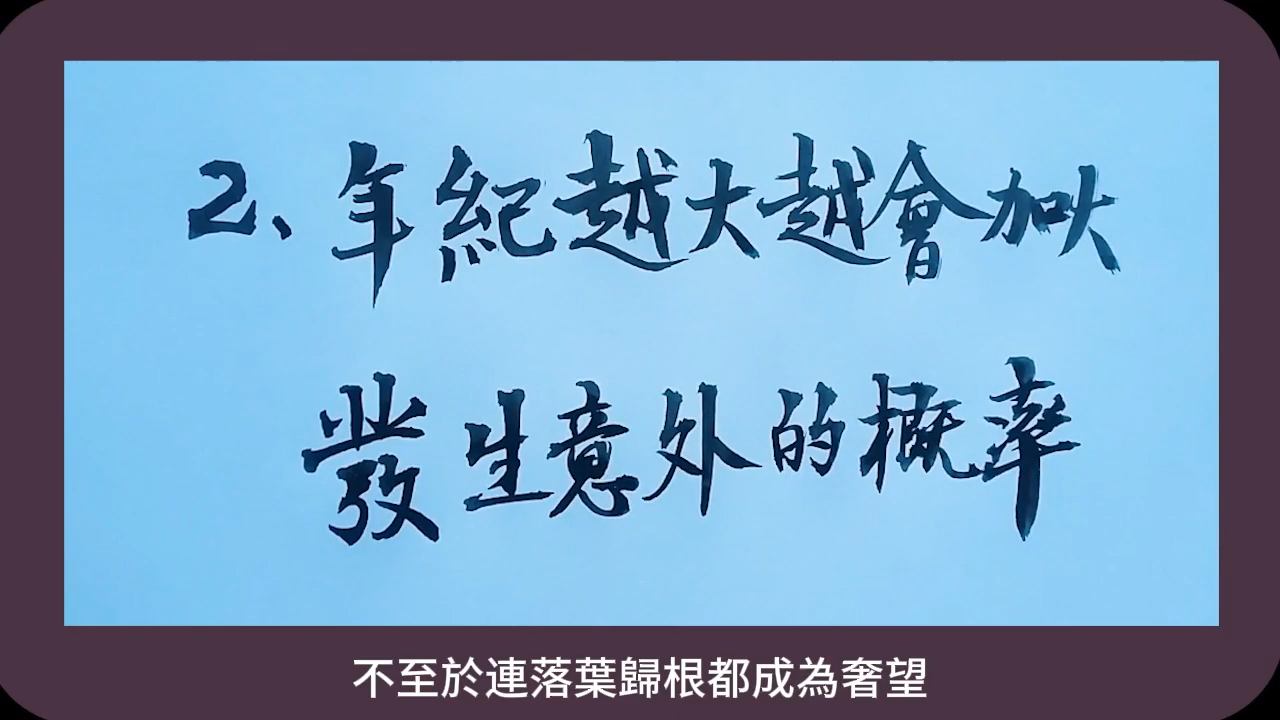 2、年紀越大越會加大
發生意外的概率
不至於連落葉歸根都成為奢望